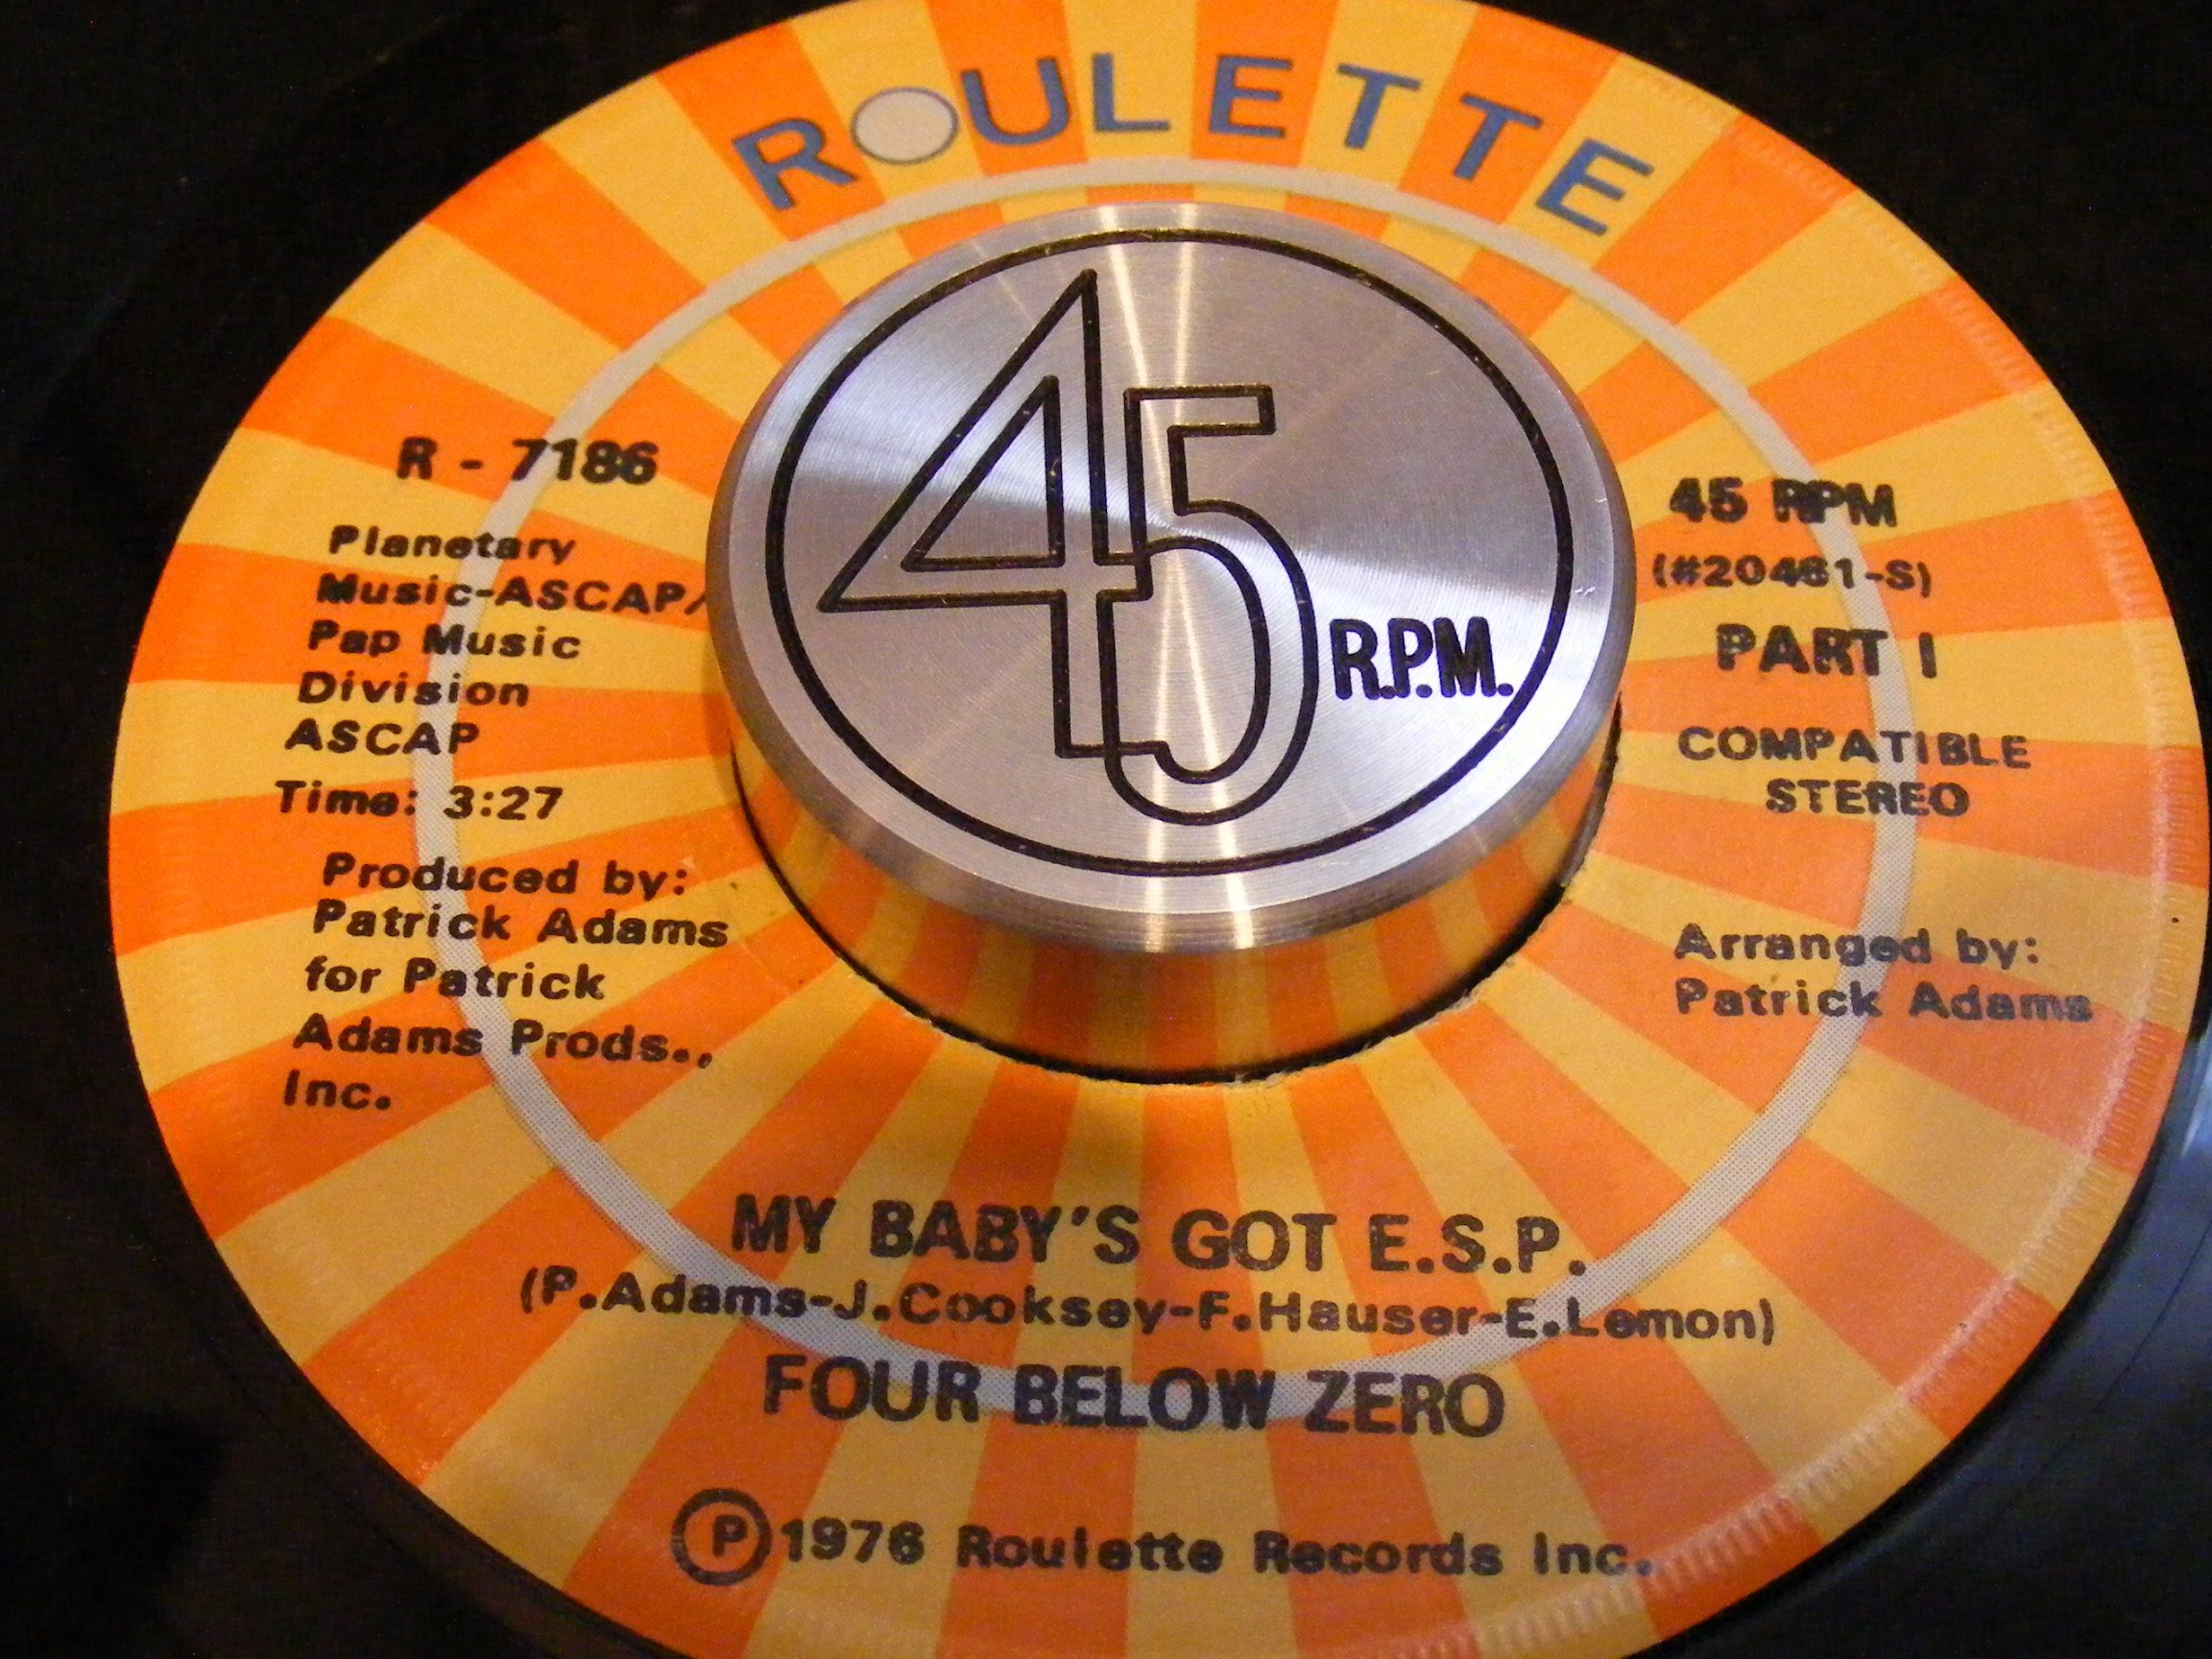 ROULETTE
45
R.P.M.
R - 7186
Planetary
Music-ASCAP/
Pap Music
Division
ASCAP
Time: 3:27
Produced by:
Patrick Adams
for Patrick
Adams Prods.,
Inc.
45 RPM
(#20461-S)
PART I
COMPATIBLE
STEREO
Arranged by:
Patrick Adams
MY BABY'S GOT E.S.P.
(P.Adams-J.Cooksey-F.Hauser-E.Lemon)
FOUR BELOW ZERO
Ⓟ1976 Roulette Records Inc.